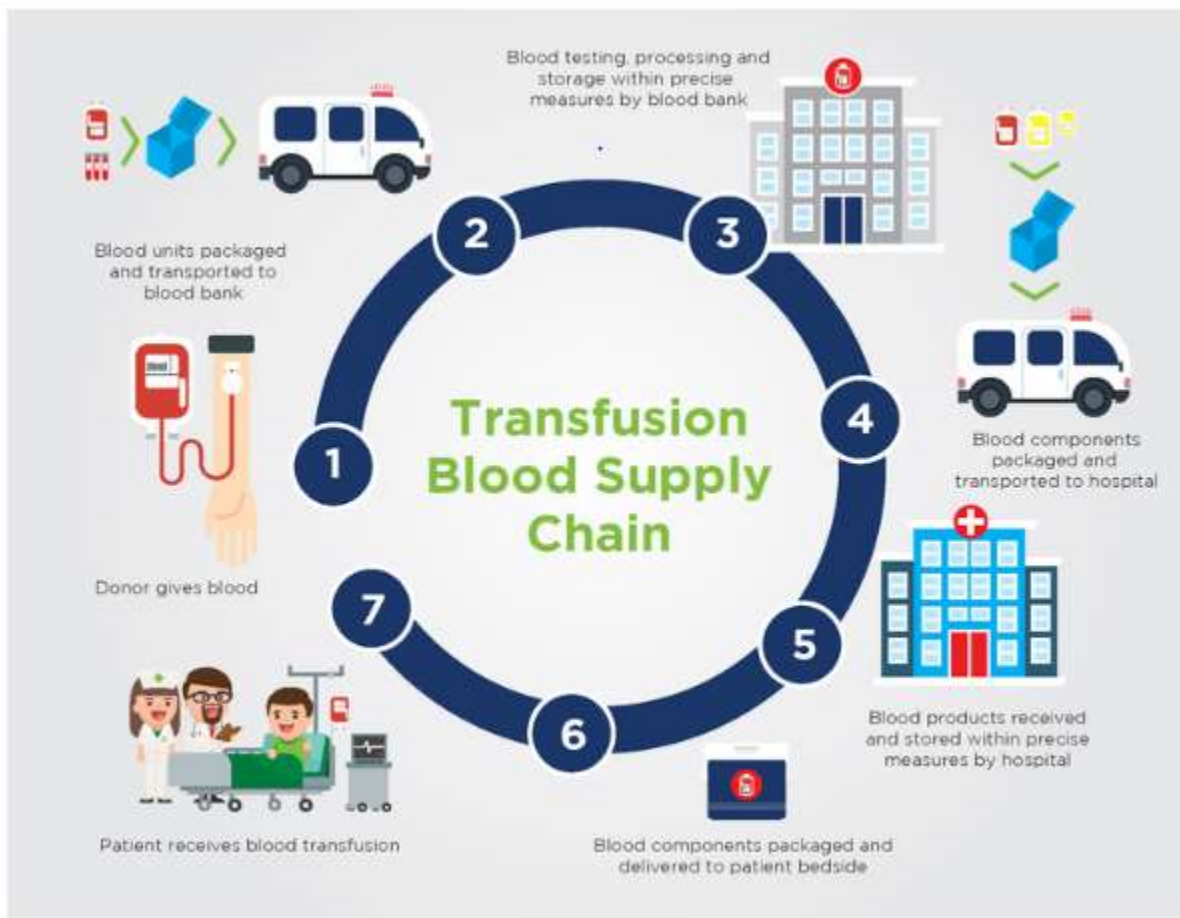 Transfusion
Blood Supply
Chain
1
Donor gives blood
2
Blood units packaged
and transported to
blood bank
3
Blood testing, processing and
storage within precise
measures by blood bank
4
Blood components
packaged and
transported to hospital
5
Blood products received
and stored within precise
measures by hospital
6
Blood components packaged and
delivered to patient bedside
7
Patient receives blood transfusion